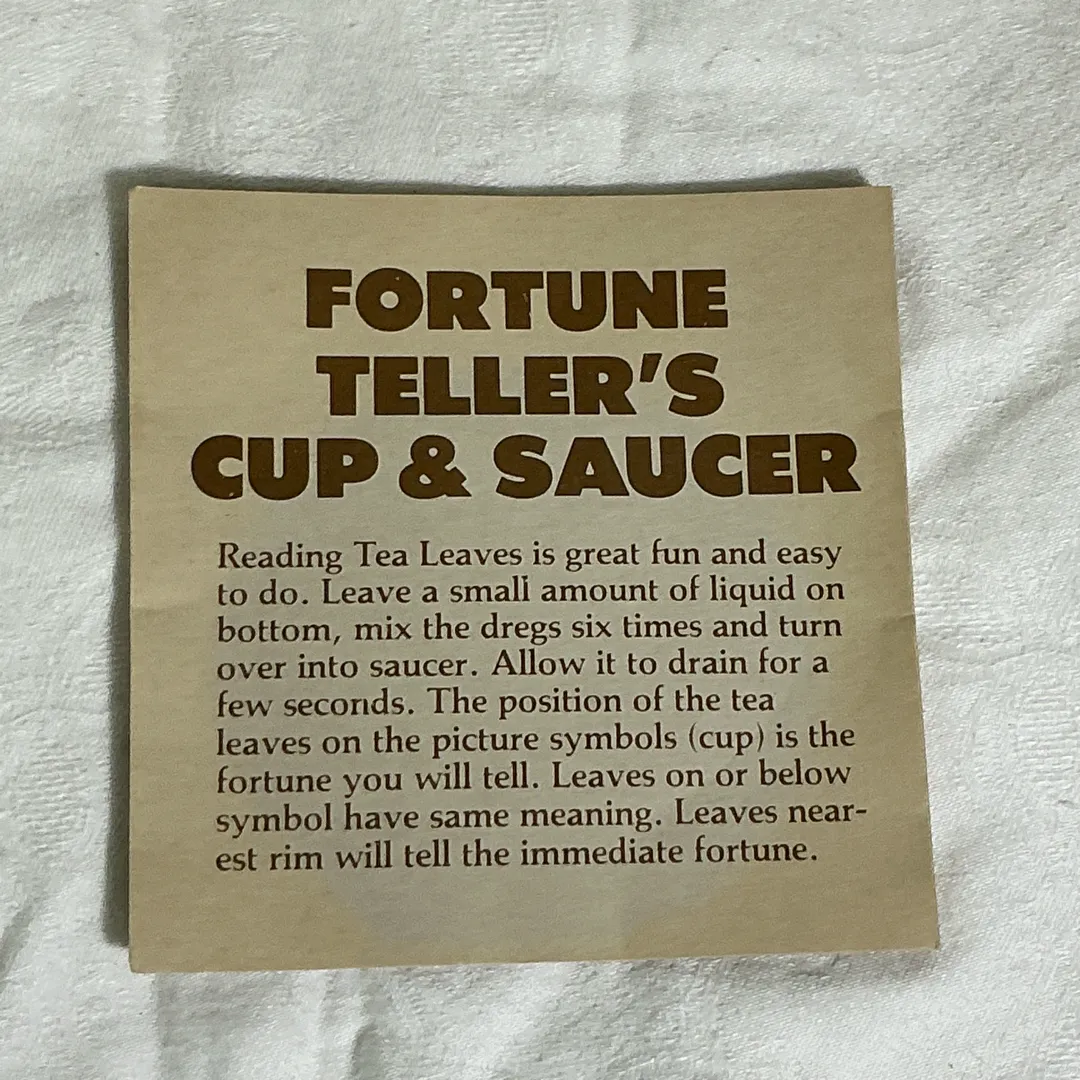 FORTUNE
TELLER'S
CUP & SAUCER
Reading Tea Leaves is great fun and easy
to do. Leave a small amount of liquid on
bottom, mix the dregs six times and turn
over into saucer. Allow it to drain for a
few seconds. The position of the tea
leaves on the picture symbols (cup) is the
fortune you will tell. Leaves on or below
symbol have same meaning. Leaves near-
est rim will tell the immediate fortune.